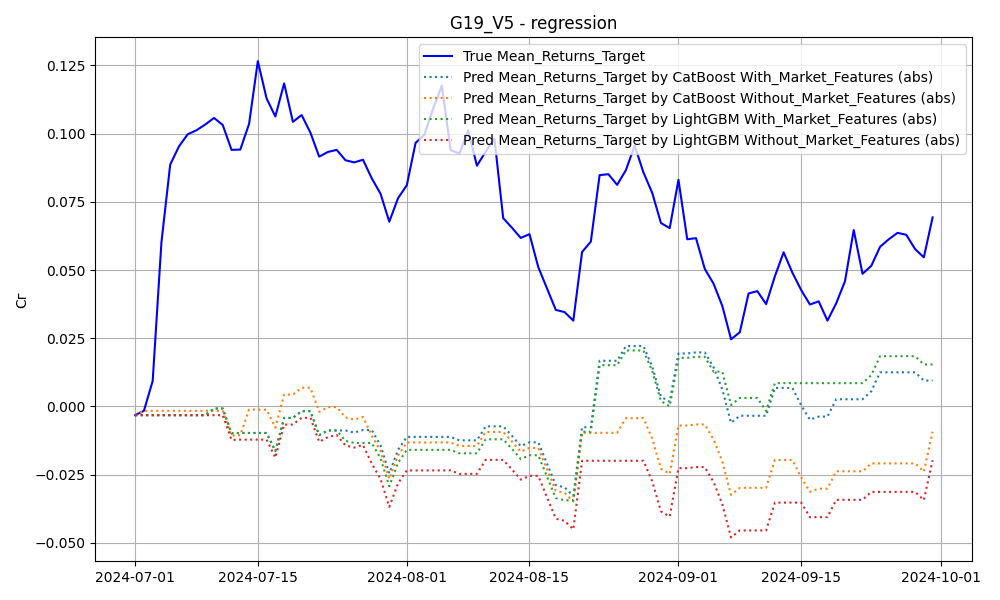 G19_V5 - regression
True Mean_Returns_Target
Pred Mean_Returns_Target by CatBoost With_Market_Features (abs)
Pred Mean_Returns_Target by CatBoost Without_Market_Features (abs)
Pred Mean_Returns_Target by LightGBM With_Market_Features (abs)
Pred Mean_Returns_Target by LightGBM Without_Market_Features (abs)
0.125
0.100
0.075
0.050
0.025
0.000
−0.025
−0.050
Cr
2024-07-01
2024-07-15
2024-08-01
2024-08-15
2024-09-01
2024-09-15
2024-10-01